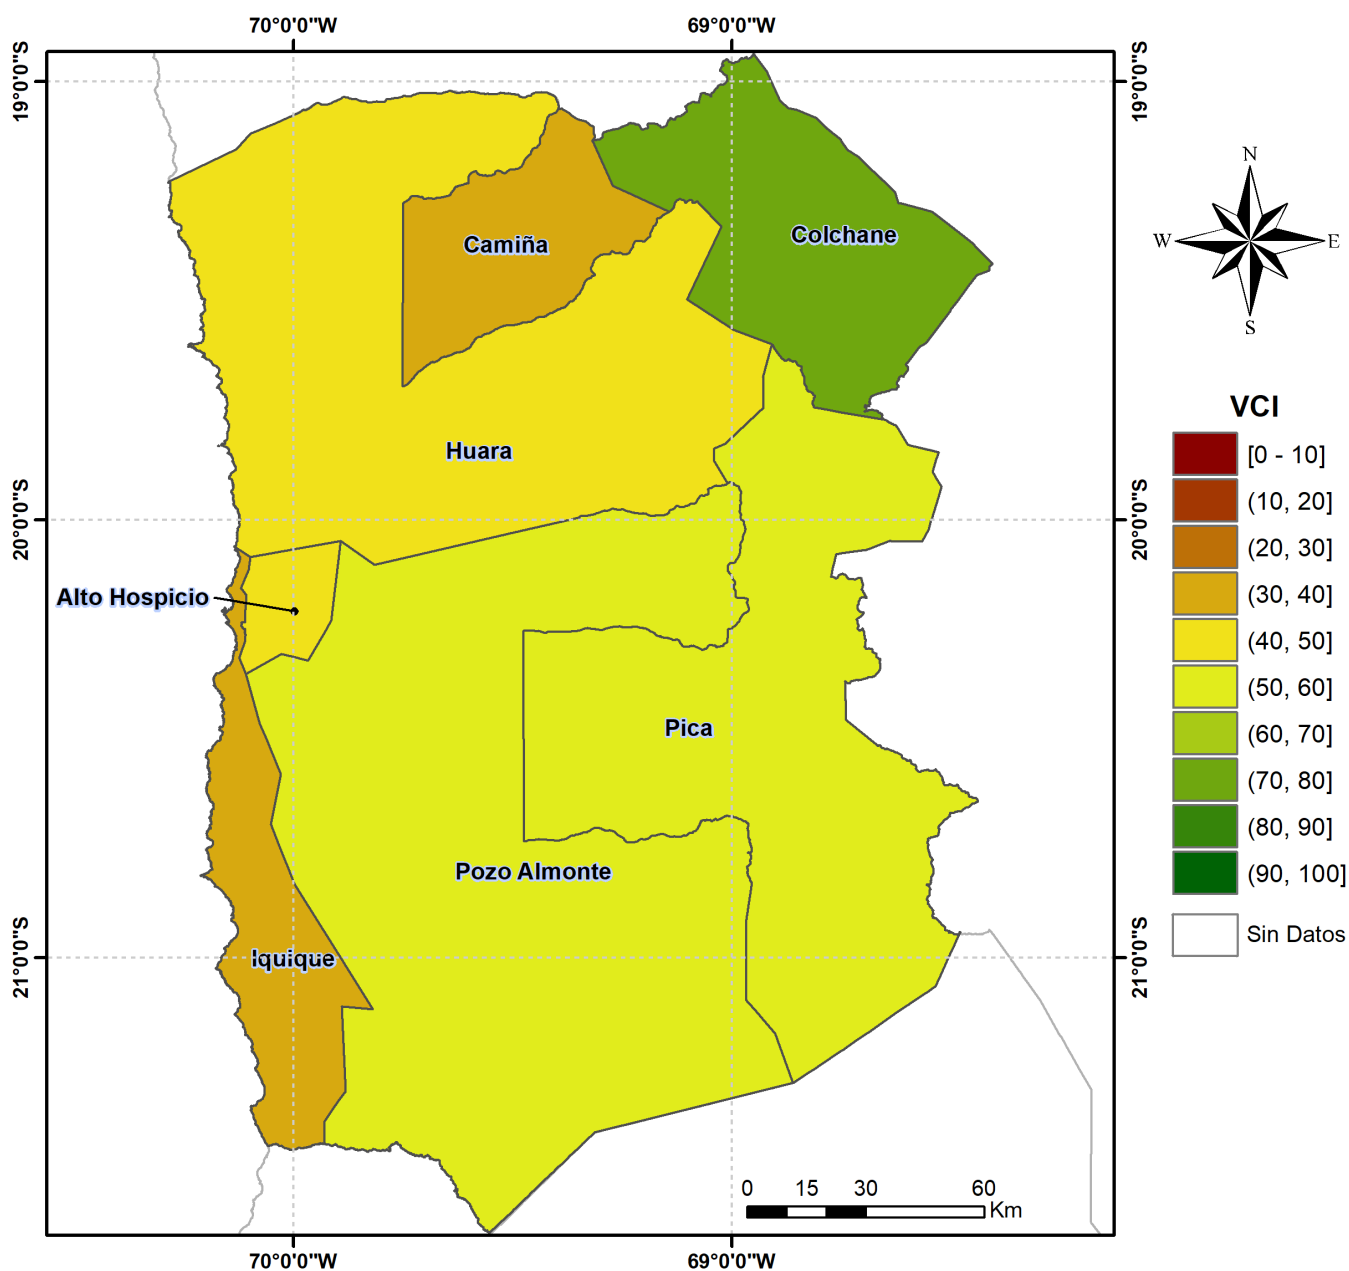 70°0'0"W
69°0'0"W
19°0'0"S
19°0'0"S
N
W
E
S
Camiña
Colchane
Huara
VCI
[0 - 10]
(10, 20]
(20, 30]
(30, 40]
(40, 50]
(50, 60]
(60, 70]
(70, 80]
(80, 90]
(90, 100]
Sin Datos
20°0'0"S
20°0'0"S
Alto Hospicio
Pica
Pozo Almonte
Iquique
21°0'0"S
21°0'0"S
0 15 30 60
Km
70°0'0"W
69°0'0"W